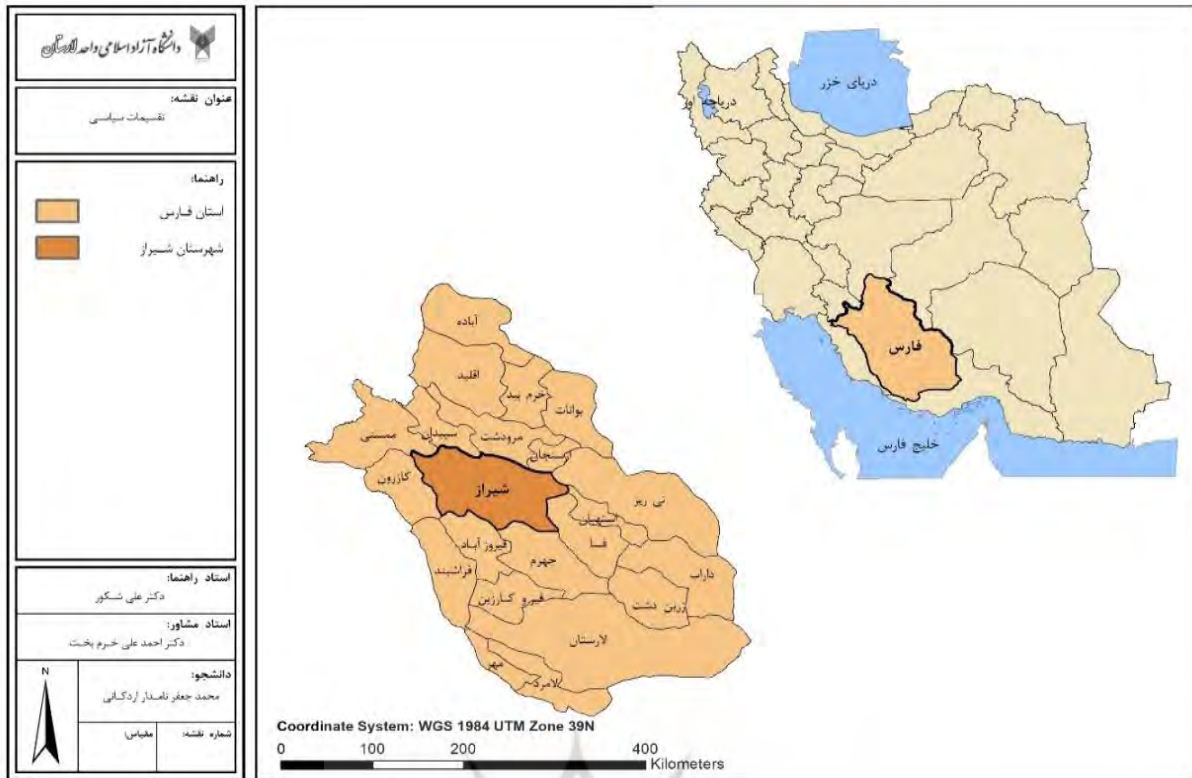 دانشگاه آزاد اسلامی واحد لارستان
عنوان نقشه:
تقسیمات سیاسی
راهنما:
استان فارس
شهرستان شیراز
استاد راهنما:
دکتر علی شکور
استاد مشاور:
دکتر احمد علی خرم بخت
دانشجو:
محمد جعفر نامدار اردکانی
شماره نقشه:
مقیاس:
N
دریای خزر
دریاچه
فارس
خلیج فارس
آباده
اقلید
خرم بید
بوانات
ممسنی
سپیدان
مرودشت
ارسنجان
کازرون
شیراز
نی ریز
استهبان
فسا
فیروز آباد
جهرم
فراشبند
داراب
زرین دشت
قیرو کارزین
لارستان
مهر
لامرد
Coordinate System: WGS 1984 UTM Zone 39N
0 100 200 400
Kilometers